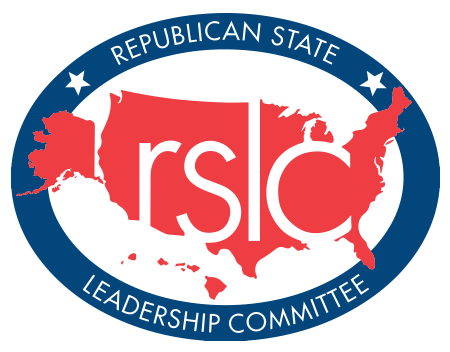 REPUBLICAN STATE
rslc
LEADERSHIP COMMITTEE